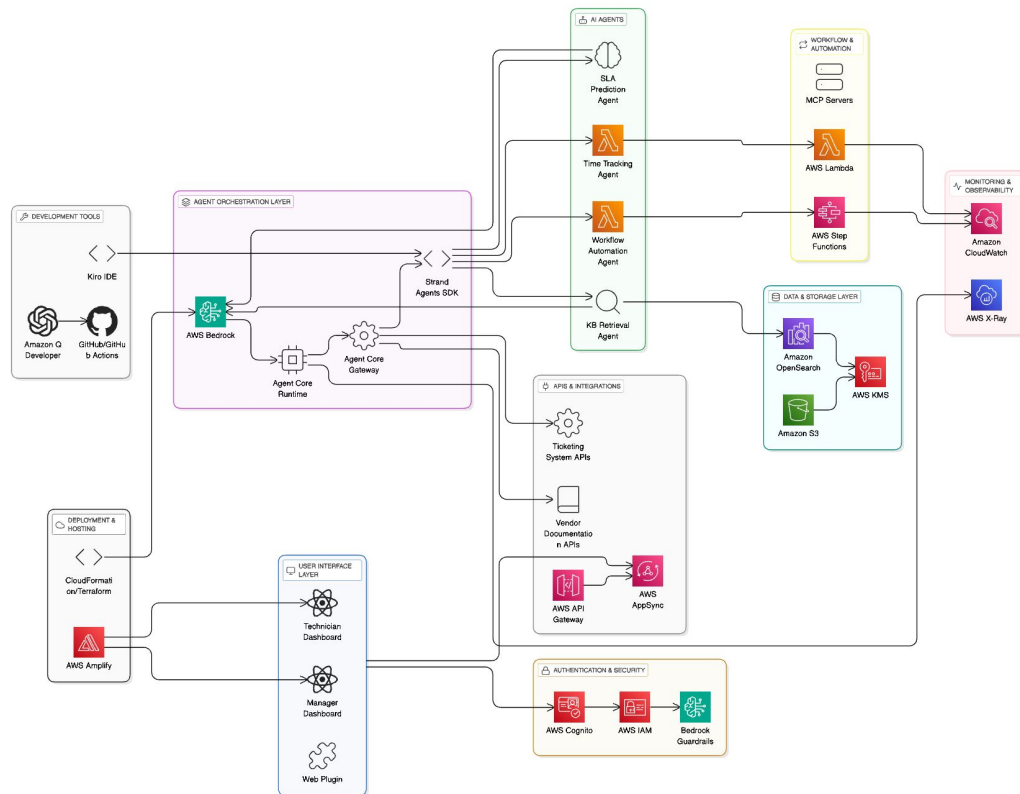 AI AGENTS
SLA
Prediction
Agent
Time Tracking
Agent
Workflow
Automation
Agent
KB Retrieval
Agent
WORKFLOW &
AUTOMATION
MCP Servers
AWS Lambda
AWS Step
Functions
MONITORING &
OBSERVABILITY
Amazon
CloudWatch
AWS X-Ray
DEVELOPMENT TOOLS
Kiro IDE
Amazon Q
Developer
GitHub/GitHu
b Actions
AGENT ORCHESTRATION LAYER
Strand
Agents SDK
AWS Bedrock
Agent Core
Gateway
Agent Core
Runtime
DATA & STORAGE LAYER
Amazon
OpenSearch
AWS KMS
Amazon S3
APIS & INTEGRATIONS
Ticketing
System APIs
Vendor
Documentatio
n APIs
AWS API
Gateway
AWS
AppSync
DEPLOYMENT &
HOSTING
CloudFormati
on/Terraform
AWS Amplify
USER INTERFACE
LAYER
Technician
Dashboard
Manager
Dashboard
Web Plugin
AUTHENTICATION & SECURITY
AWS Cognito
AWS IAM
Bedrock
Guardrails